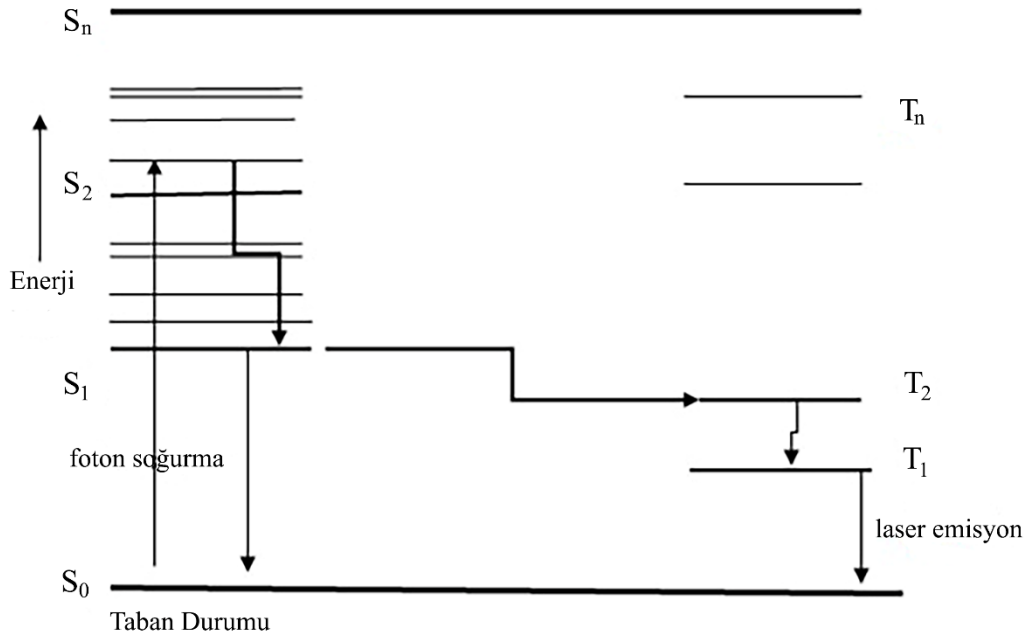 Sₙ
Tₙ
S₂
Enerji
S₁
T₂
foton soğurma
T₁
laser emisyon
S₀
Taban Durumu